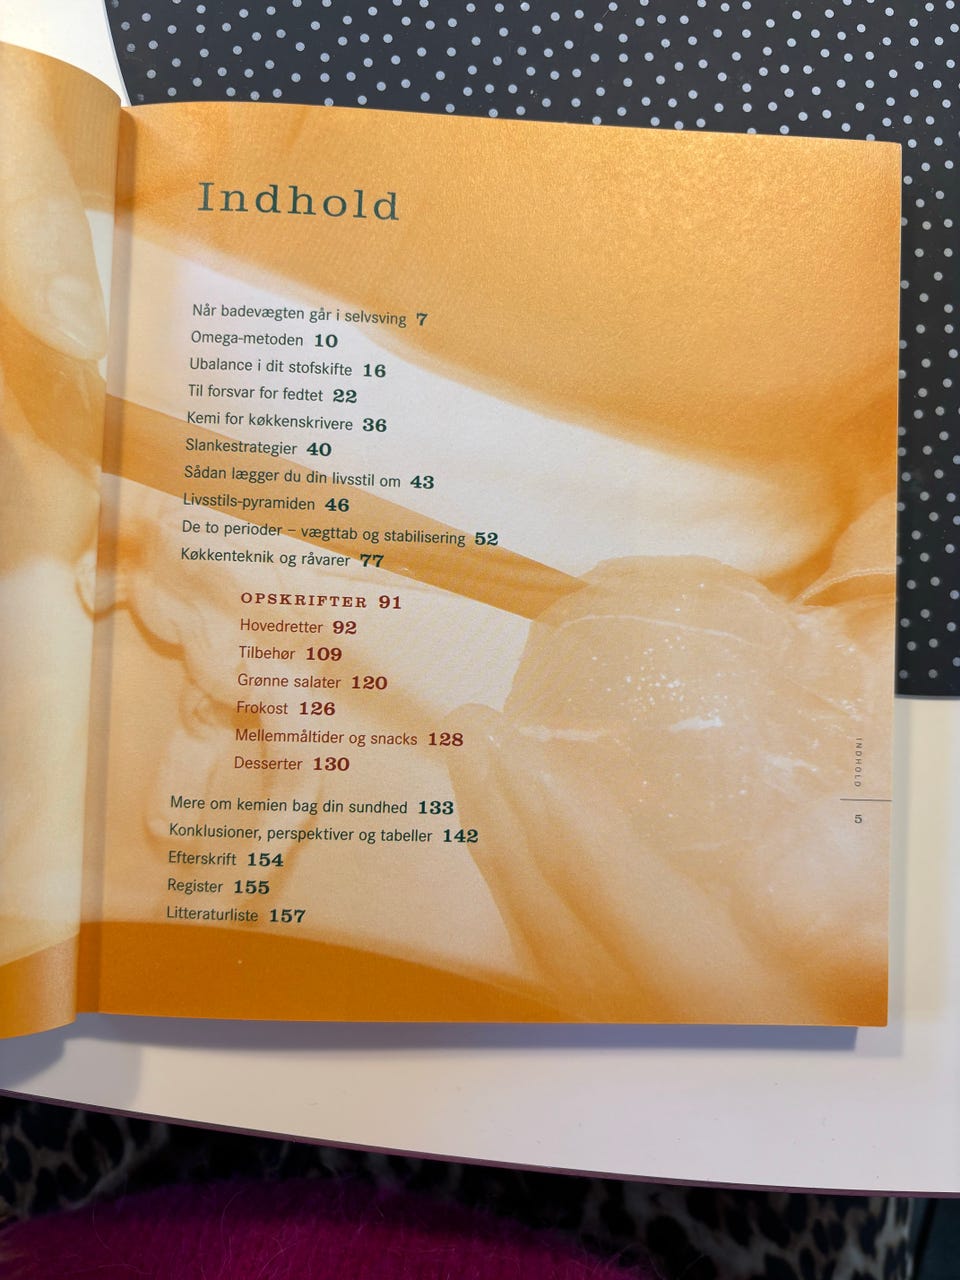 Indhold
Når badevægten går i selvsving 7
Omega-metoden 10
Ubalance i dit stofskifte 16
Til forsvar for fedtet 22
Kemi for køkkenskrivere 36
Slankestrategier 40
Sådan lægger du din livsstil om 43
Livsstils-pyramiden 46
De to perioder – vægttab og stabilisering 52
Køkkenteknik og råvarer 77
OPSKRIFTER 91
Hovedretter 92
Tilbehør 109
Grønne salater 120
Frokost 126
Mellemmåltider og snacks 128
Desserter 130
Mere om kemien bag din sundhed 133
Konklusioner, perspektiver og tabeller 142
Efterskrift 154
Register 155
Litteraturliste 157
INDHOLD
5